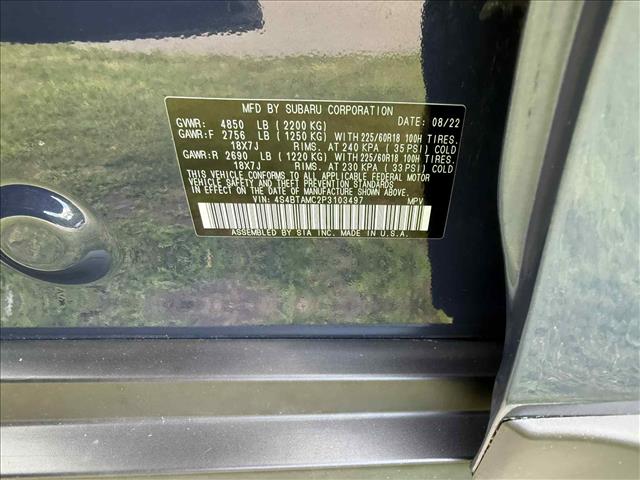 MFD BY SUBARU CORPORATION
GVWR: 4850 LB (2200 KG) DATE: 08/22
GAWR:F 2756 LB (1250 KG) WITH 225/60R18 100H TIRES.
18X7J RIMS. AT 240 KPA (35 PSI) COLD
GAWR:R 2690 LB (1220 KG) WITH 225/60R18 100H TIRES.
18X7J RIMS. AT 230 KPA (33 PSI) COLD
THIS VEHICLE CONFORMS TO ALL APPLICABLE FEDERAL MOTOR
VEHICLE SAFETY AND THEFT PREVENTION STANDARDS
IN EFFECT ON THE DATE OF MANUFACTURE SHOWN ABOVE.
VIN: 4S4BTAMC2P3103497 MPV
ASSEMBLED BY SIA INC. MADE IN U.S.A.